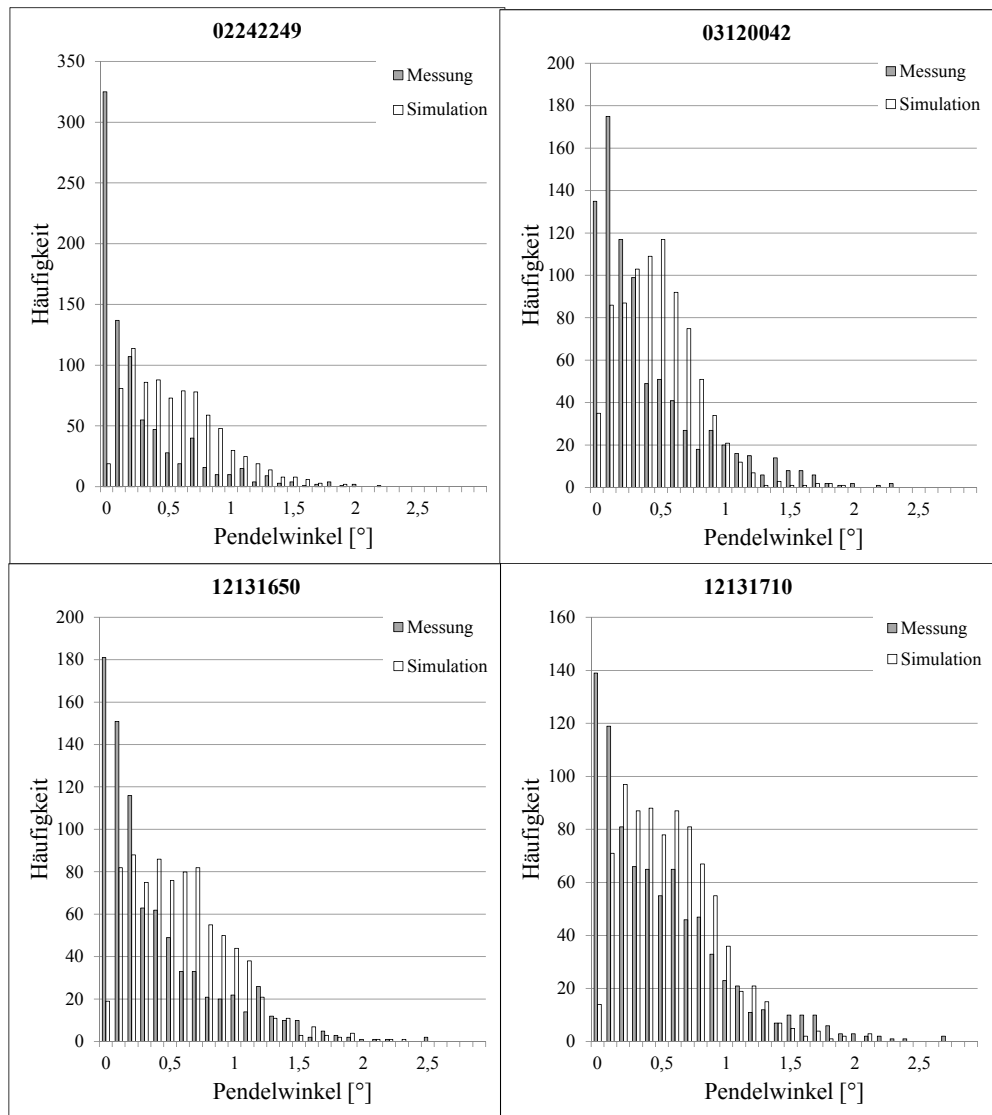 02242249
350
300
250
200
150
100
50
0
Häufigkeit
Messung
Simulation
0 0,5 1 1,5 2 2,5
Pendelwinkel [°]
03120042
200
180
160
140
120
100
80
60
40
20
0
Häufigkeit
Messung
Simulation
0 0,5 1 1,5 2 2,5
Pendelwinkel [°]
12131650
200
180
160
140
120
100
80
60
40
20
0
Häufigkeit
Messung
Simulation
0 0,5 1 1,5 2 2,5
Pendelwinkel [°]
12131710
160
140
120
100
80
60
40
20
0
Häufigkeit
Messung
Simulation
0 0,5 1 1,5 2 2,5
Pendelwinkel [°]